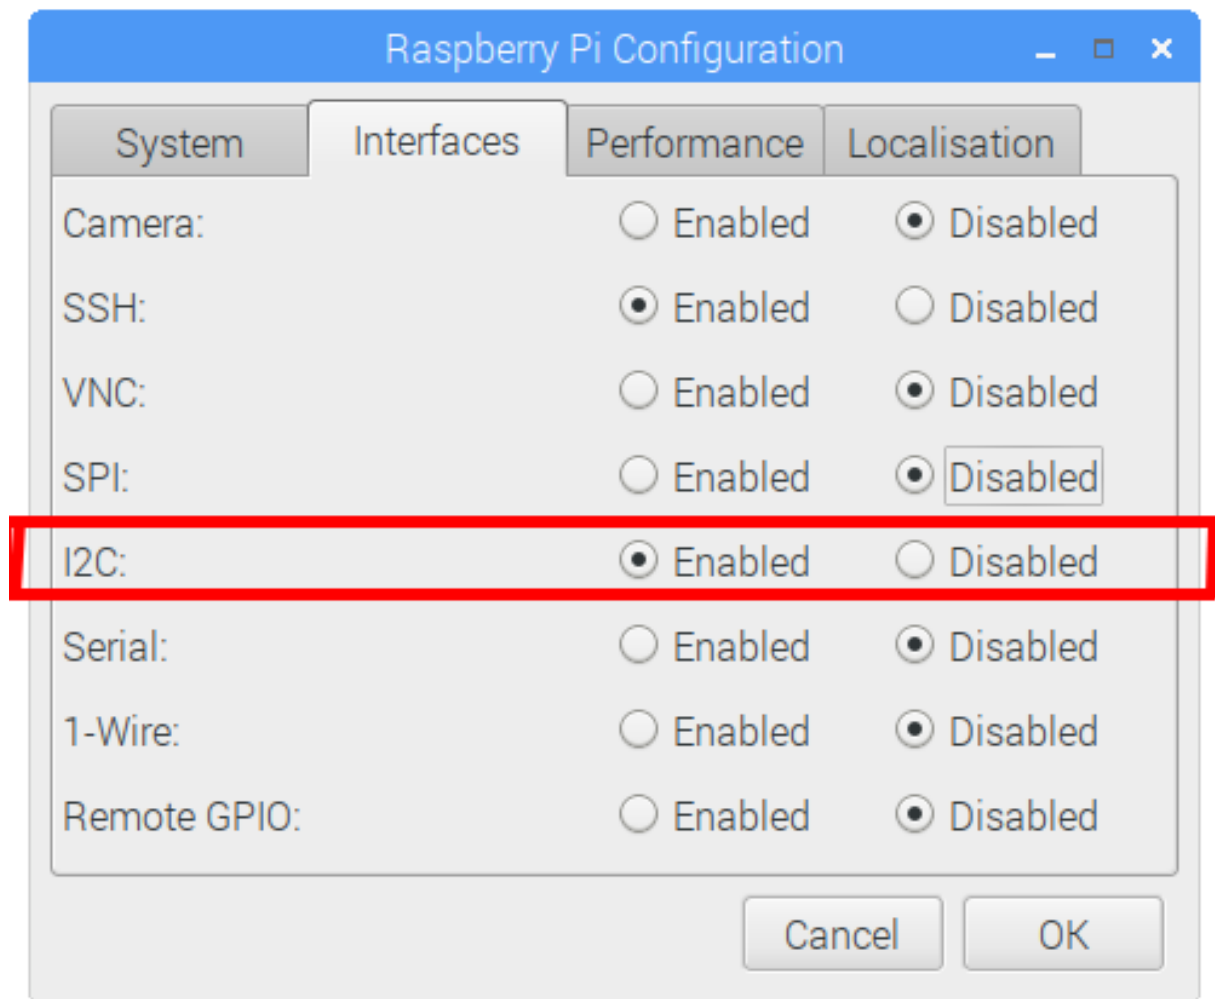 Raspberry Pi Configuration
System Interfaces Performance Localisation
Camera: Enabled Disabled
SSH: Enabled Disabled
VNC: Enabled Disabled
SPI: Enabled Disabled
I2C: Enabled Disabled
Serial: Enabled Disabled
1-Wire: Enabled Disabled
Remote GPIO: Enabled Disabled
Cancel OK